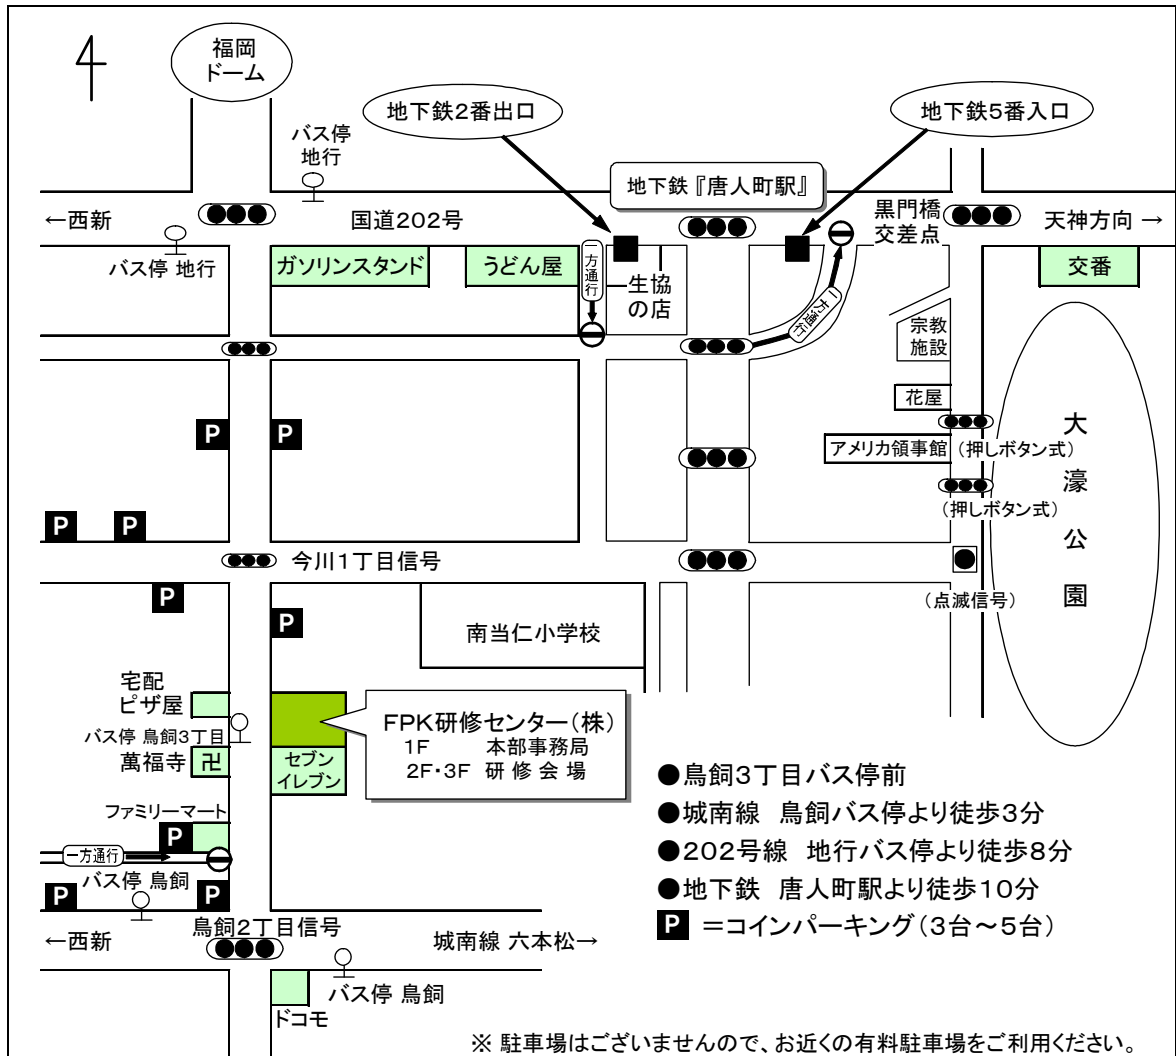 福岡
ドーム
地下鉄2番出口
地下鉄5番入口
バス停
地行
地下鉄『唐人町駅』
←西新
国道202号
黒門橋
交差点
天神方向 →
バス停 地行
ガソリンスタンド
うどん屋
一方通行
生協
の店
一方通行
交番
宗教
施設
花屋
P
P
アメリカ領事館
(押しボタン式)
(押しボタン式)
大濠公園
P
P
今川1丁目信号
(点滅信号)
P
P
南当仁小学校
宅配
ピザ屋
バス停 鳥飼3丁目
萬福寺
卍
FPK研修センター(株)
1F 本部事務局
2F・3F 研修会場
セブン
イレブン
ファミリーマート
P
一方通行
バス停 鳥飼
P
P
鳥飼2丁目信号
←西新
城南線 六本松→
バス停 鳥飼
ドコモ
●鳥飼3丁目バス停前
●城南線 鳥飼バス停より徒歩3分
●202号線 地行バス停より徒歩8分
●地下鉄 唐人町駅より徒歩10分
P =コインパーキング(3台~5台)
※ 駐車場はございませんので、お近くの有料駐車場をご利用ください。